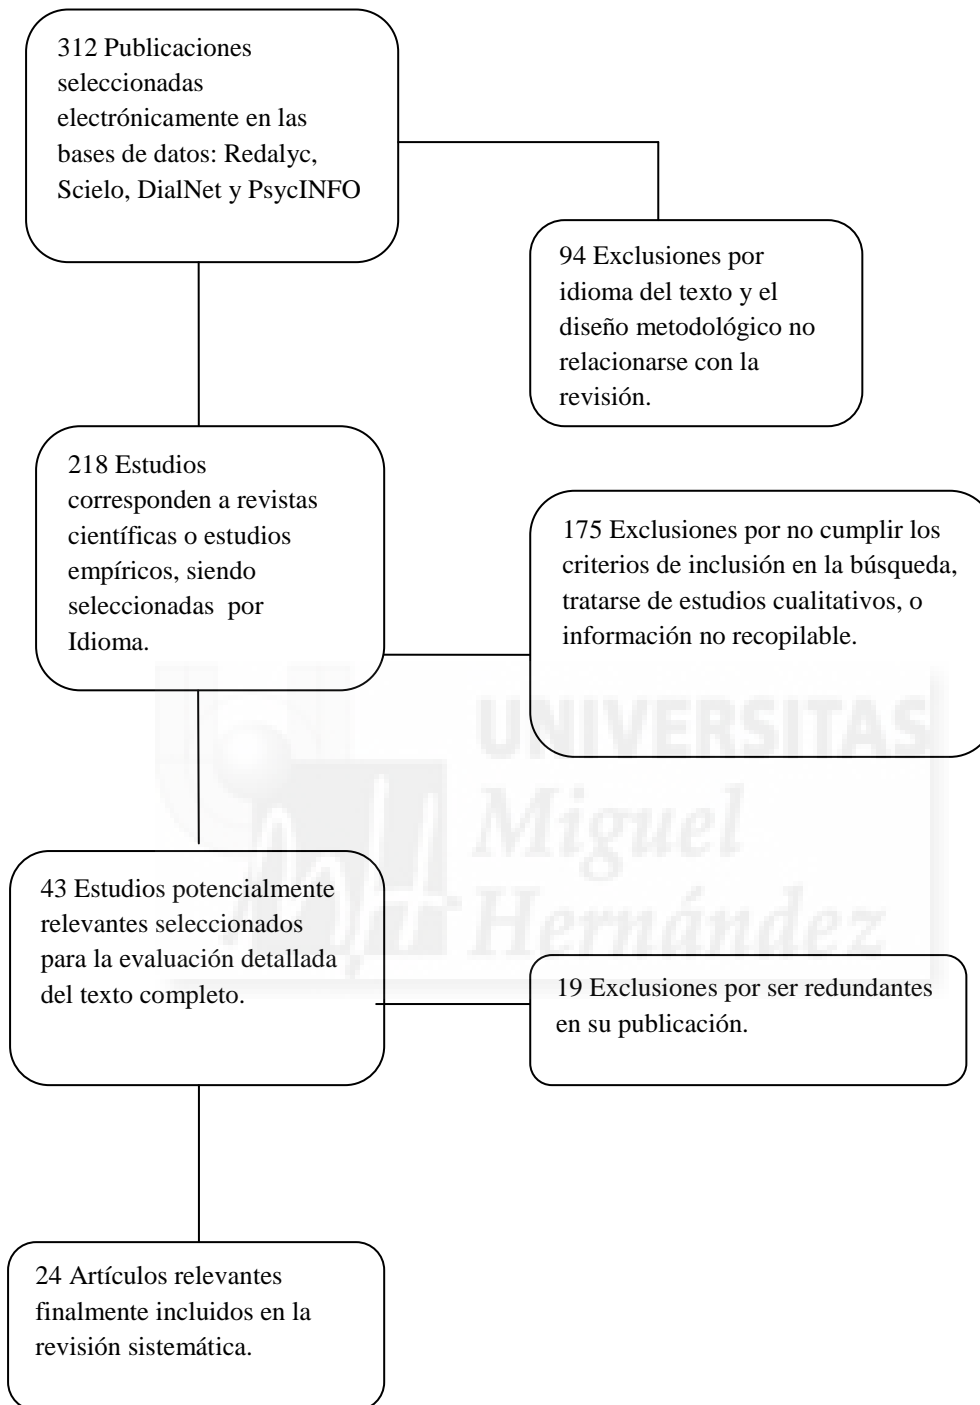 312 Publicaciones
seleccionadas
electrónicamente en las
bases de datos: Redalyc,
Scielo, DialNet y PsycINFO
94 Exclusiones por
idioma del texto y el
diseño metodológico no
relacionarse con la
revisión.
218 Estudios
corresponden a revistas
científicas o estudios
empíricos, siendo
seleccionadas  por
Idioma.
175 Exclusiones por no cumplir los
criterios de inclusión en la búsqueda,
tratarse de estudios cualitativos, o
información no recopilable.
UNIVERSITAS
Miguel
Hernández
43 Estudios potencialmente
relevantes seleccionados
para la evaluación detallada
del texto completo.
19 Exclusiones por ser redundantes
en su publicación.
24 Artículos relevantes
finalmente incluidos en la
revisión sistemática.